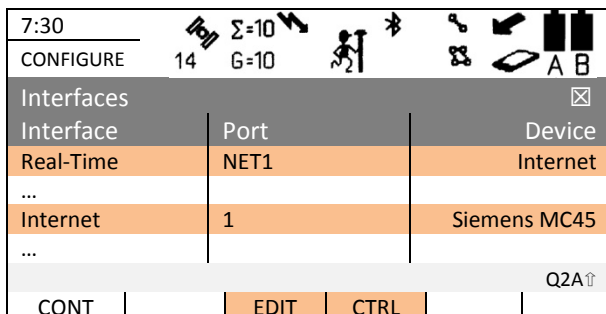 7:30 Σ=10
CONFIGURE 14 G=10 A B
Interfaces ☒
Interface Port Device
Real-Time NET1 Internet
...
Internet 1 Siemens MC45
...
Q2A⇧
CONT EDIT CTRL